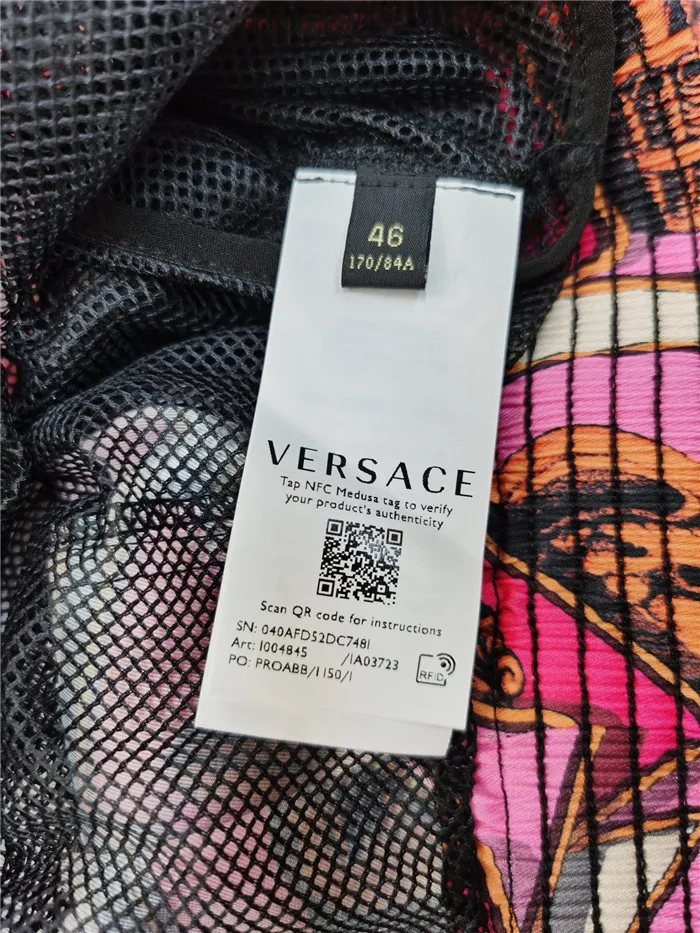 46
170/84A
VERSACE
Tap NFC Medusa tag to verify
your product's authenticity
Scan QR code for instructions
SN: 040AFD52DC7481
Art: 1004845 /1A03723
PO: PROABB/1150/1
RFID